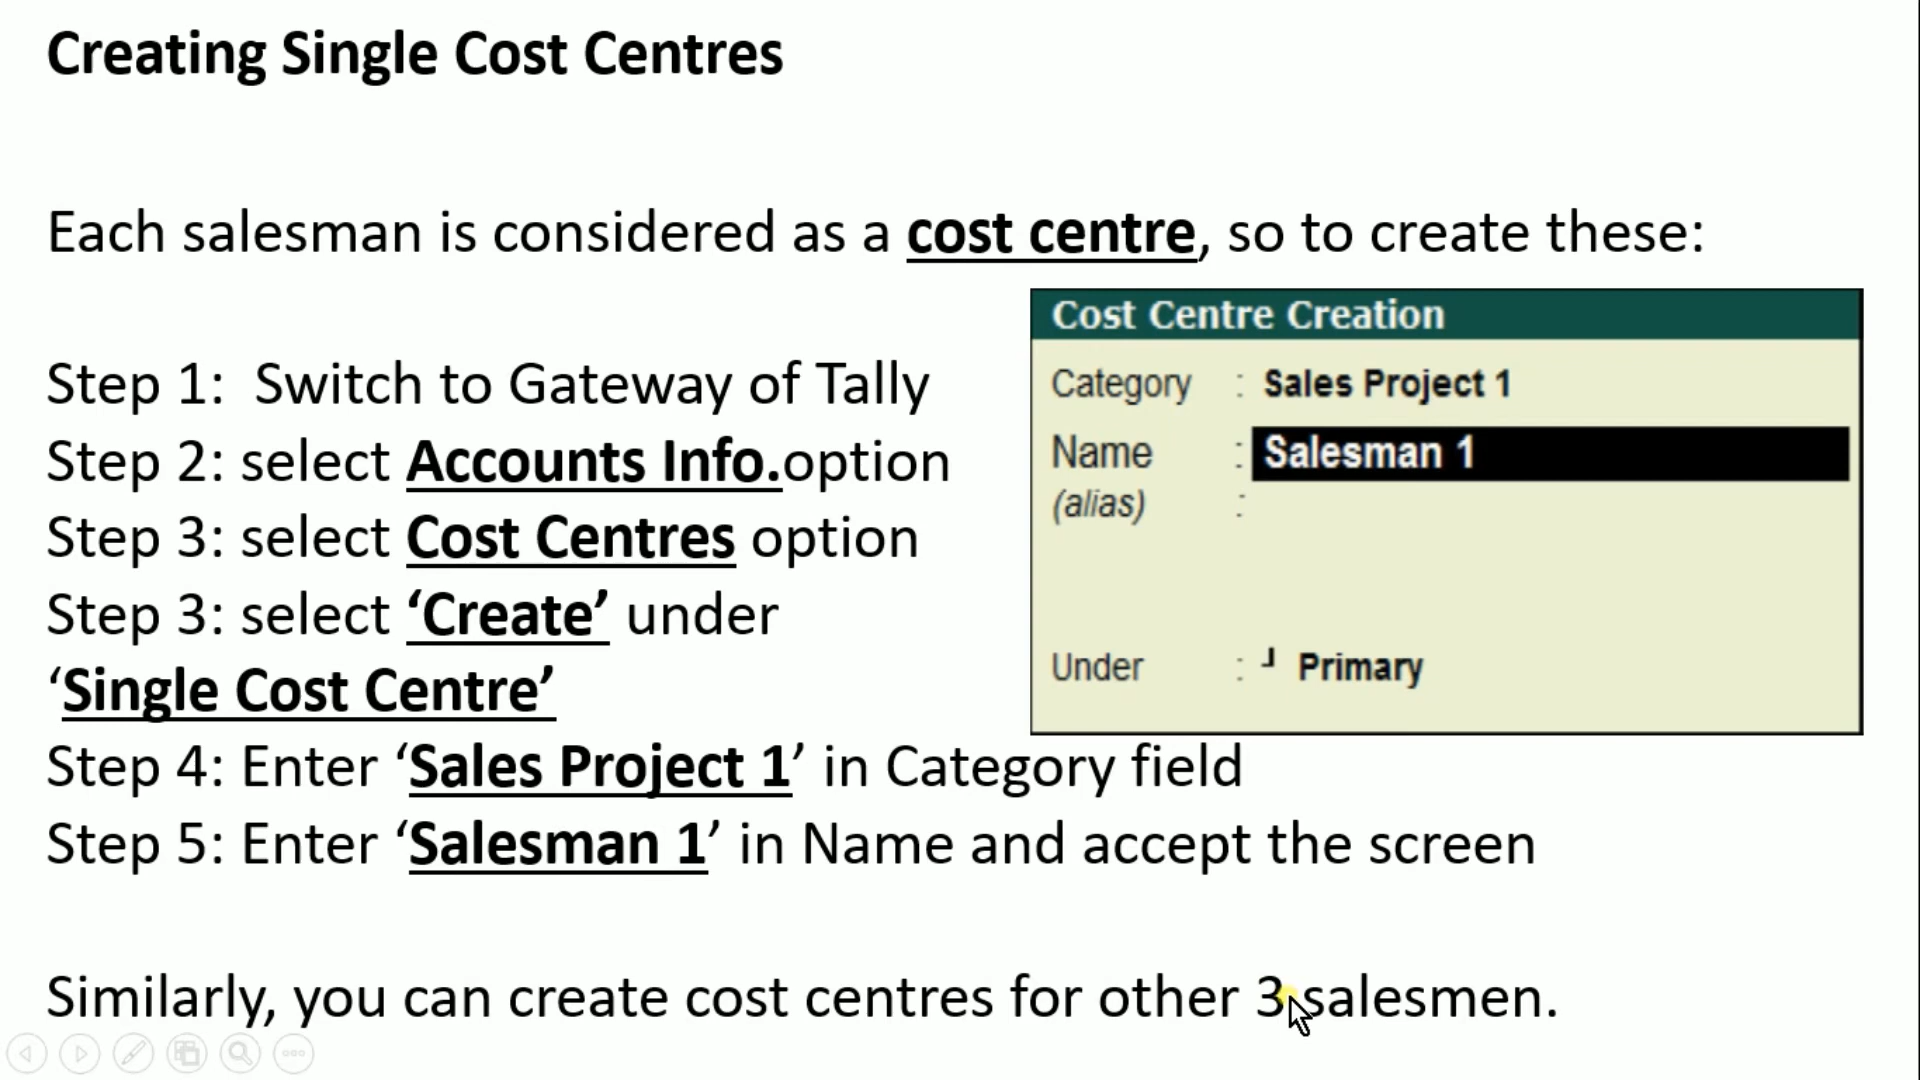 Creating Single Cost Centres
Each salesman is considered as a cost centre, so to create these:
Step 1:  Switch to Gateway of Tally
Step 2: select Accounts Info.option
Step 3: select Cost Centres option
Step 3: select ‘Create’ under
‘Single Cost Centre’
Step 4: Enter ‘Sales Project 1’ in Category field
Step 5: Enter ‘Salesman 1’ in Name and accept the screen
Similarly, you can create cost centres for other 3 salesmen.
Cost Centre Creation
Category : Sales Project 1
Name : Salesman 1
(alias) :
Under : ┘ Primary